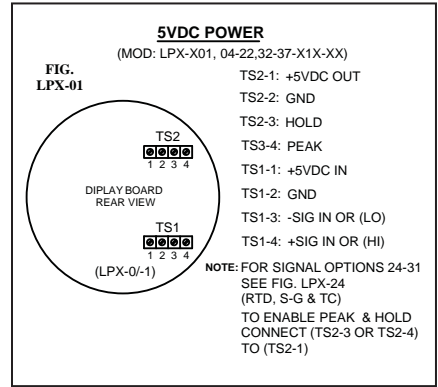 5VDC POWER
(MOD: LPX-X01, 04-22,32-37-X1X-XX)
FIG.
LPX-01
TS2-1: +5VDC OUT
TS2-2: GND
TS2-3: HOLD
TS3-4: PEAK
TS1-1: +5VDC IN
TS1-2: GND
TS1-3: -SIG IN OR (LO)
TS1-4: +SIG IN OR (HI)
TS2
1 2 3 4
DIPLAY BOARD
REAR VIEW
TS1
1 2 3 4
(LPX-0/-1)
NOTE: FOR SIGNAL OPTIONS 24-31
SEE FIG. LPX-24
(RTD, S-G & TC)
TO ENABLE PEAK & HOLD
CONNECT (TS2-3 OR TS2-4)
TO (TS2-1)